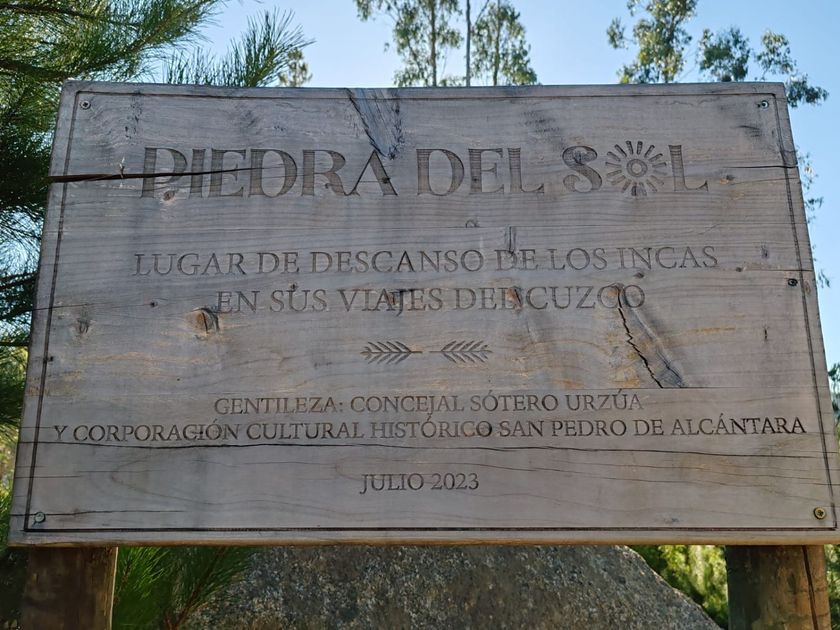 PIEDRA DEL SOL
LUGAR DE DESCANSO DE LOS INCAS
EN SUS VIAJES DEL CUZCO
GENTILEZA: CONCEJAL SÓTERO URZÚA
Y CORPORACIÓN CULTURAL HISTÓRICO SAN PEDRO DE ALCÁNTARA
JULIO 2023